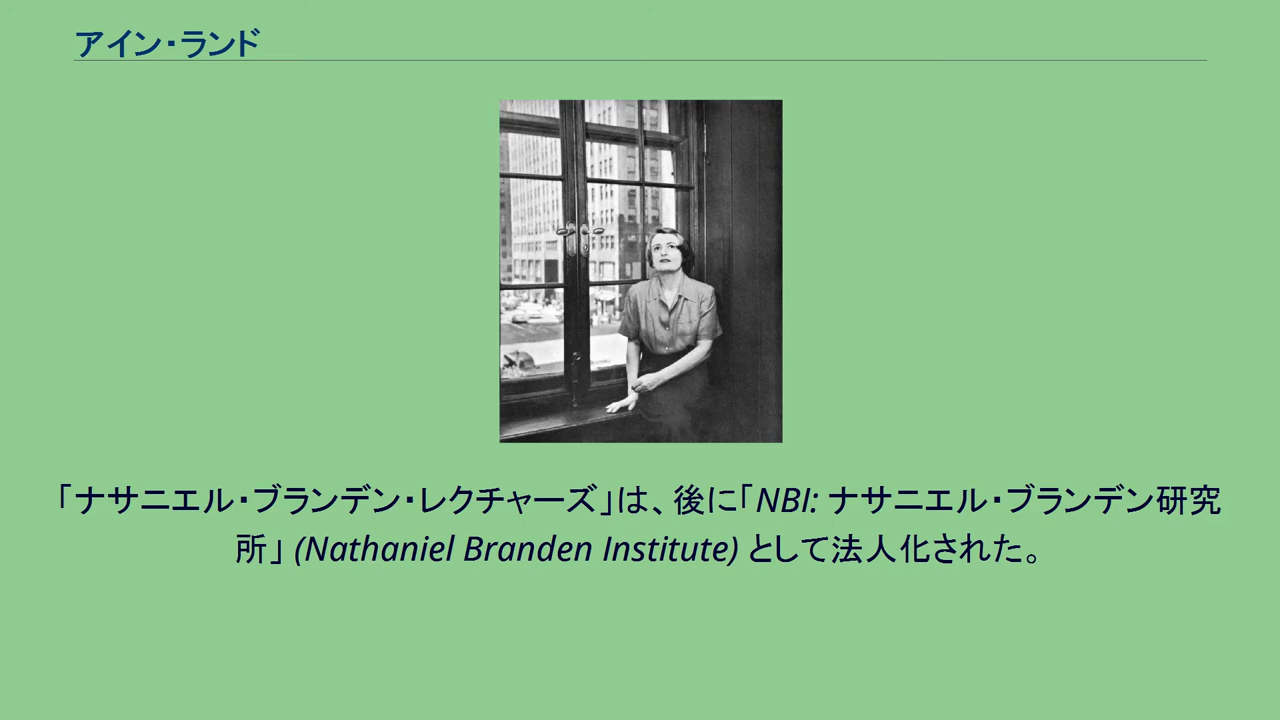 アイン・ランド
「ナサニエル・ブランデン・レクチャーズ」は、後に「NBI: ナサニエル・ブランデン研究
所」 (Nathaniel Branden Institute) として法人化された。